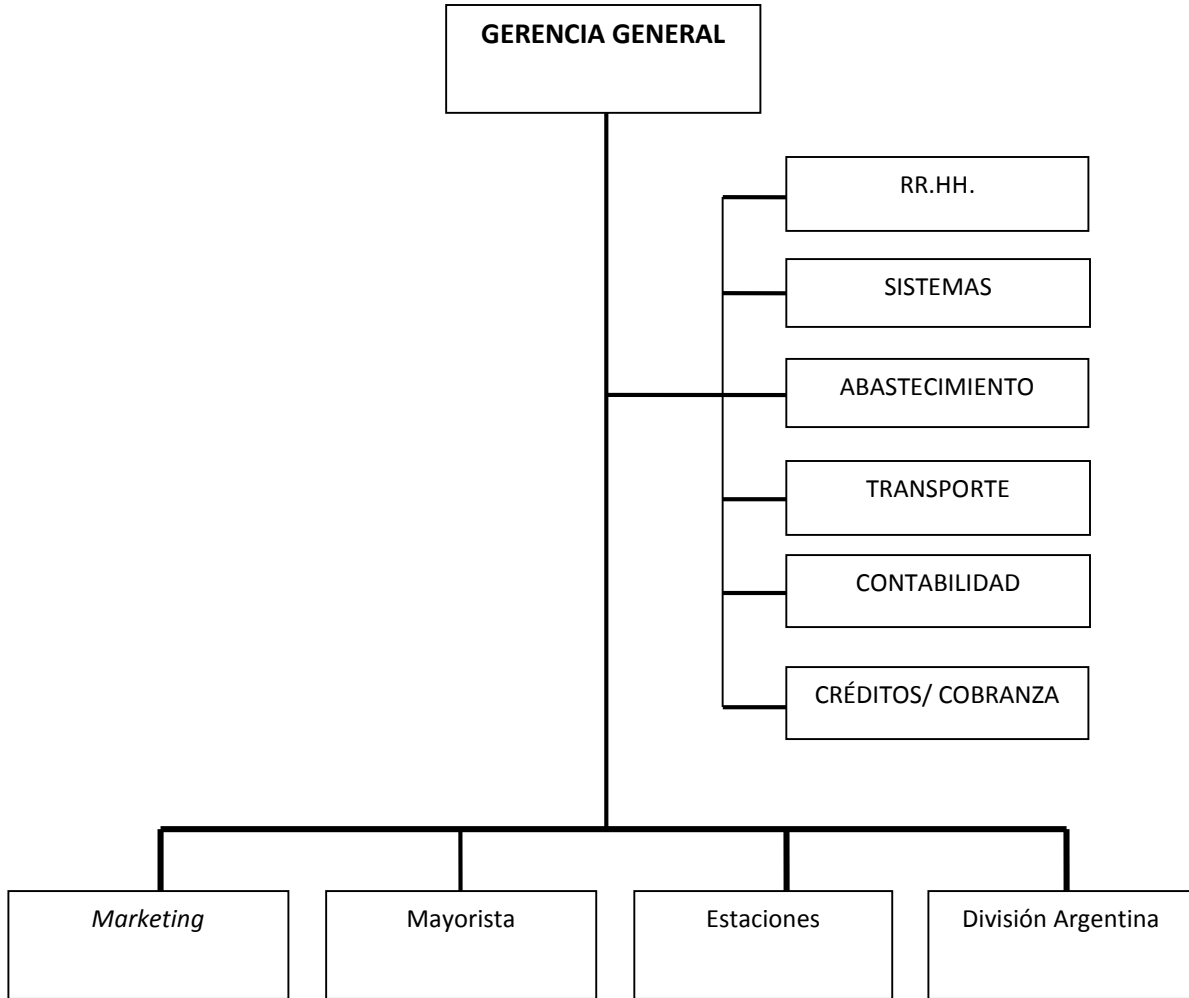 GERENCIA GENERAL
RR.HH.
SISTEMAS
ABASTECIMIENTO
TRANSPORTE
CONTABILIDAD
CRÉDITOS/ COBRANZA
Marketing
Mayorista
Estaciones
División Argentina